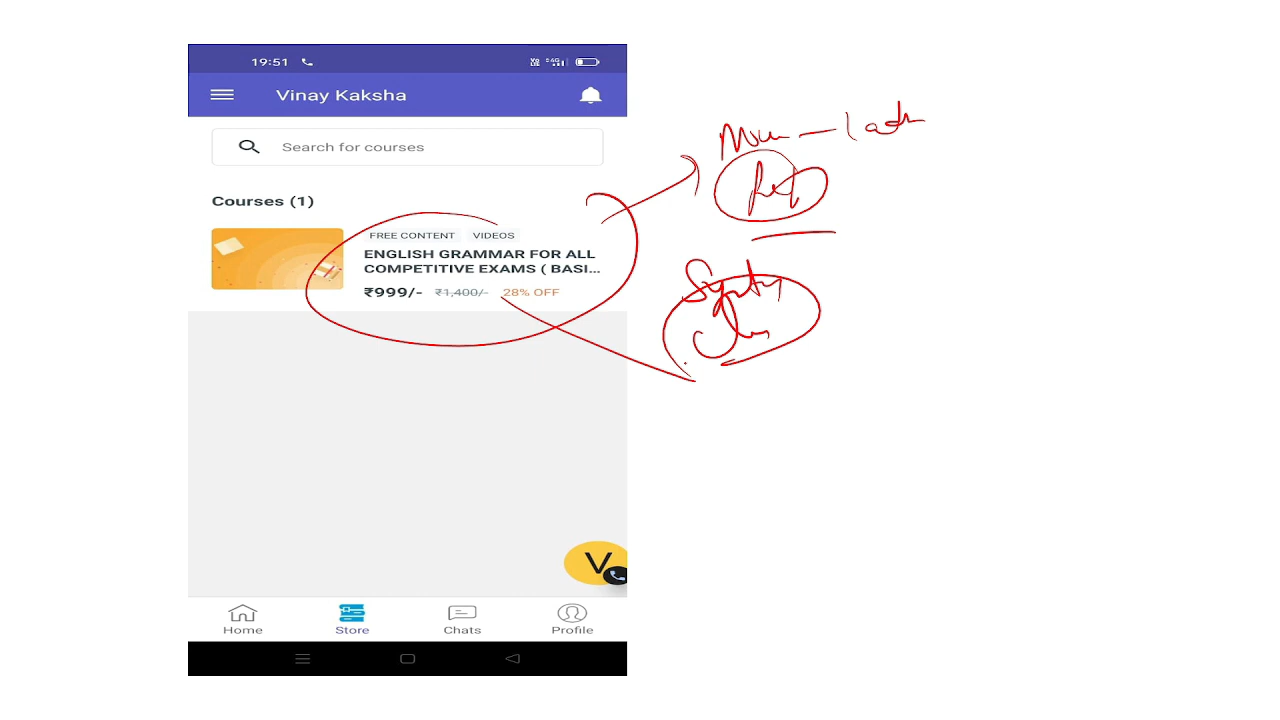 19:51
Vinay Kaksha
Search for courses
Courses (1)
FREE CONTENT VIDEOS
ENGLISH GRAMMAR FOR ALL
COMPETITIVE EXAMS ( BASI...
₹999/- ₹1,400/- 28% OFF
V
Home Store Chats Profile